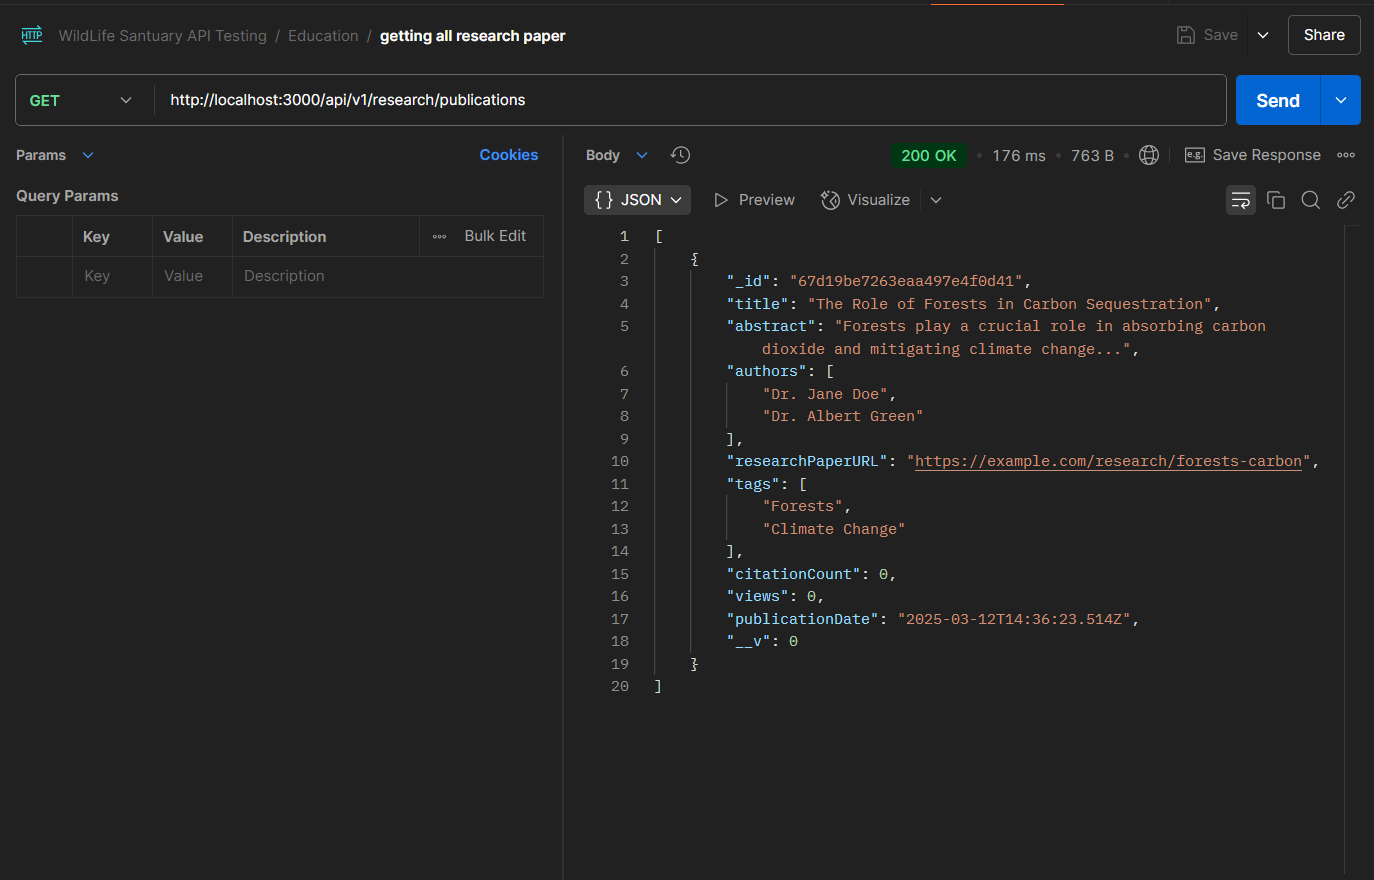 HTTP WildLife Santuary API Testing / Education / getting all research paper Save Share
GET http://localhost:3000/api/v1/research/publications Send
Params Cookies
Query Params
Key Value Description Bulk Edit
Key Value Description
Body 200 OK 176 ms 763 B e.g. Save Response
{} JSON Preview Visualize
1 [
2 {
3 "_id": "67d19be7263eaa497e4f0d41",
4 "title": "The Role of Forests in Carbon Sequestration",
5 "abstract": "Forests play a crucial role in absorbing carbon
dioxide and mitigating climate change...",
6 "authors": [
7 "Dr. Jane Doe",
8 "Dr. Albert Green"
9 ],
10 "researchPaperURL": "https://example.com/research/forests-carbon",
11 "tags": [
12 "Forests",
13 "Climate Change"
14 ],
15 "citationCount": 0,
16 "views": 0,
17 "publicationDate": "2025-03-12T14:36:23.514Z",
18 "__v": 0
19 }
20 ]